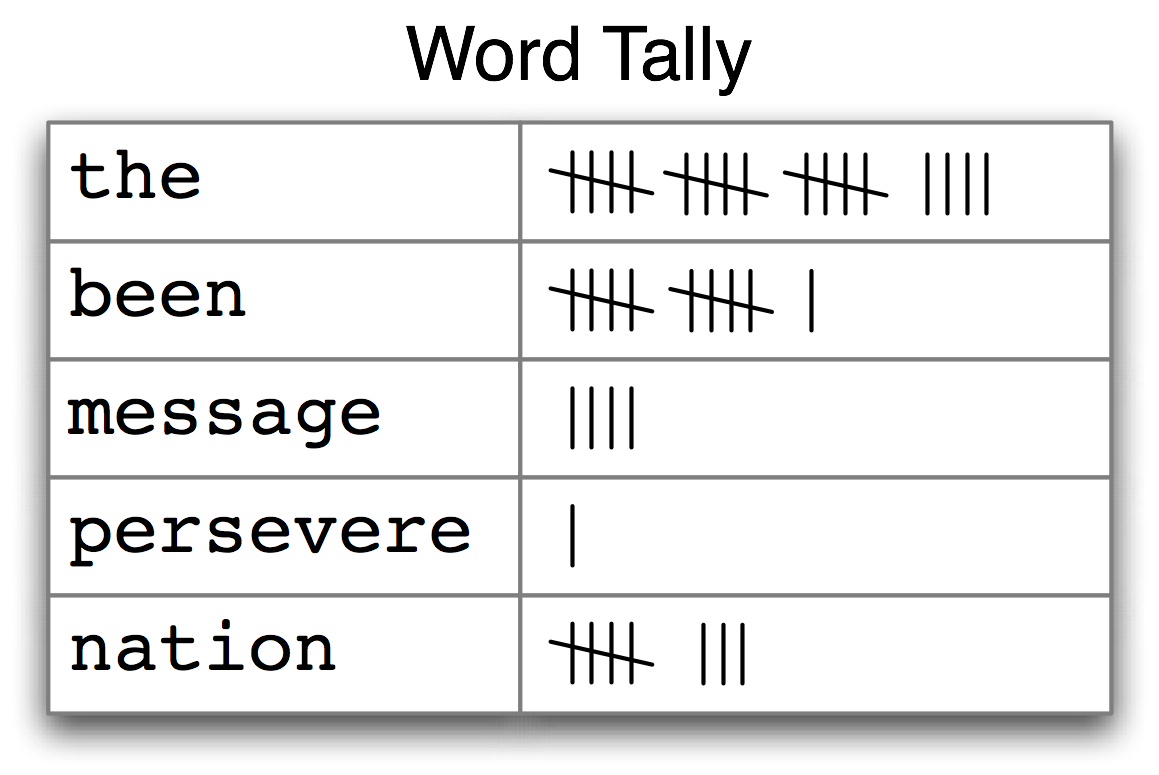 Word Tally
the
been
message
persevere
nation